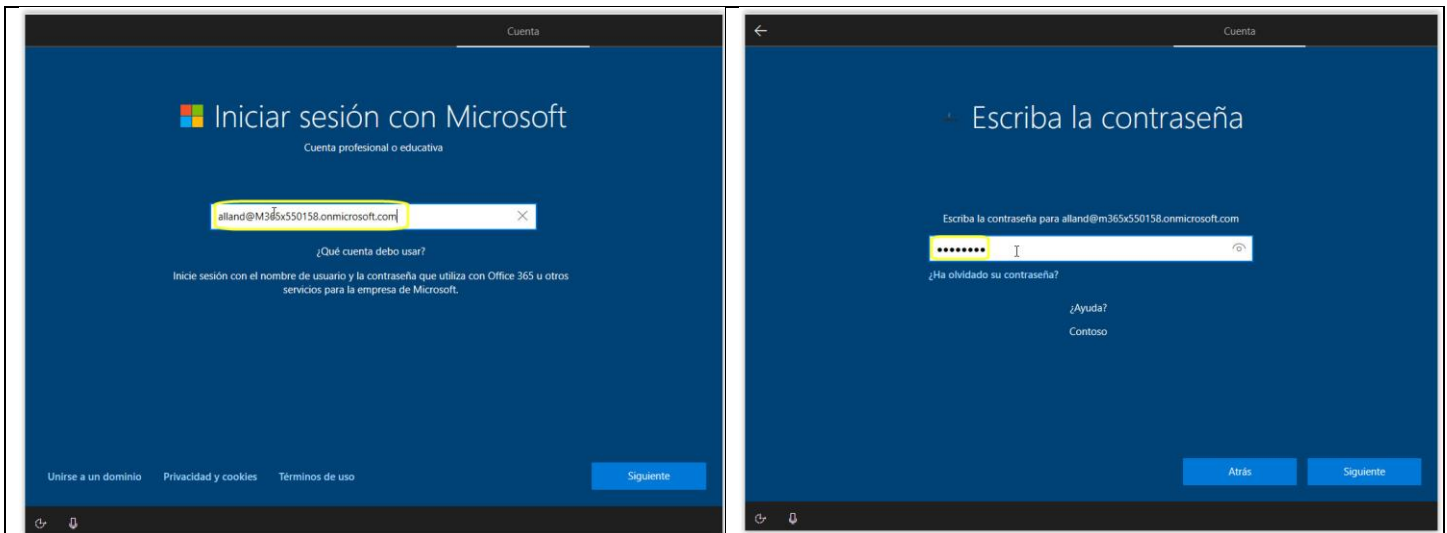 Cuenta
Iniciar sesión con Microsoft
Cuenta profesional o educativa
alland@M365x550158.onmicrosoft.com
¿Qué cuenta debo usar?
Inicie sesión con el nombre de usuario y la contraseña que utiliza con Office 365 u otros
servicios para la empresa de Microsoft.
Unirse a un dominio
Privacidad y cookies
Términos de uso
Siguiente
Cuenta
Escriba la contraseña
Escriba la contraseña para alland@m365x550158.onmicrosoft.com
••••••••
¿Ha olvidado su contraseña?
¿Ayuda?
Contoso
Atrás
Siguiente